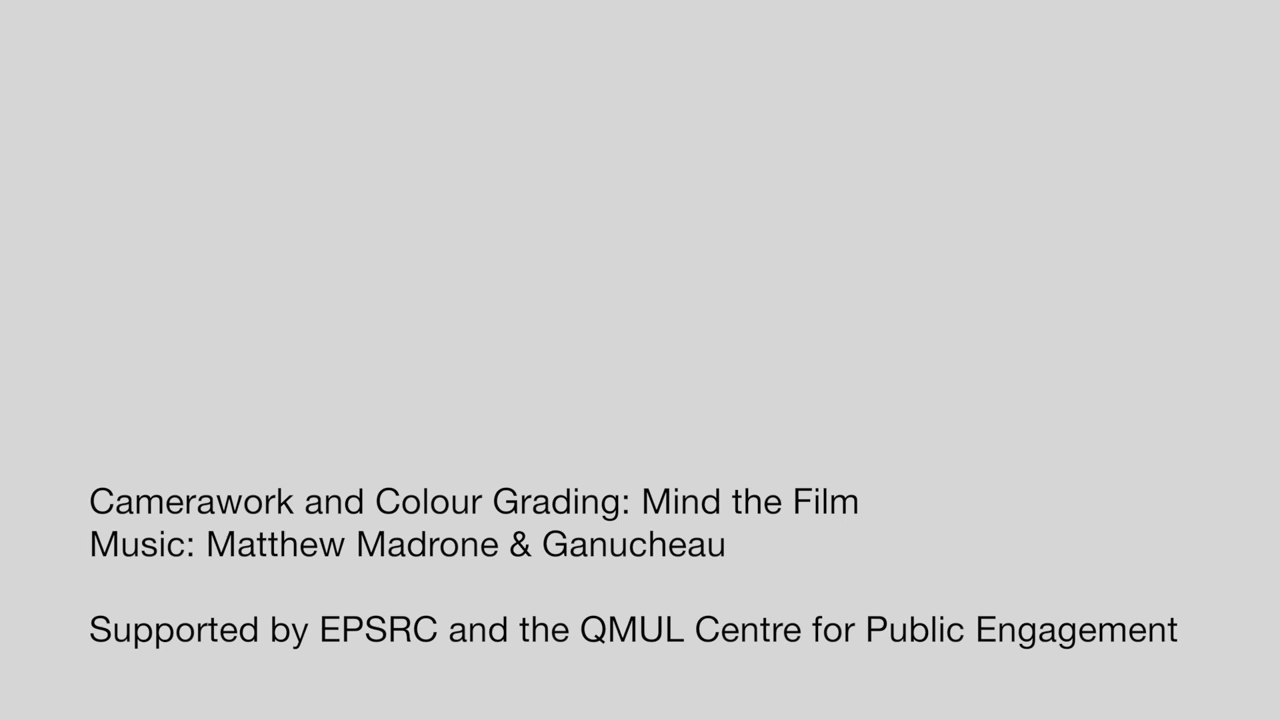 Camerawork and Colour Grading: Mind the Film
Music: Matthew Madrone & Ganucheau
Supported by EPSRC and the QMUL Centre for Public Engagement